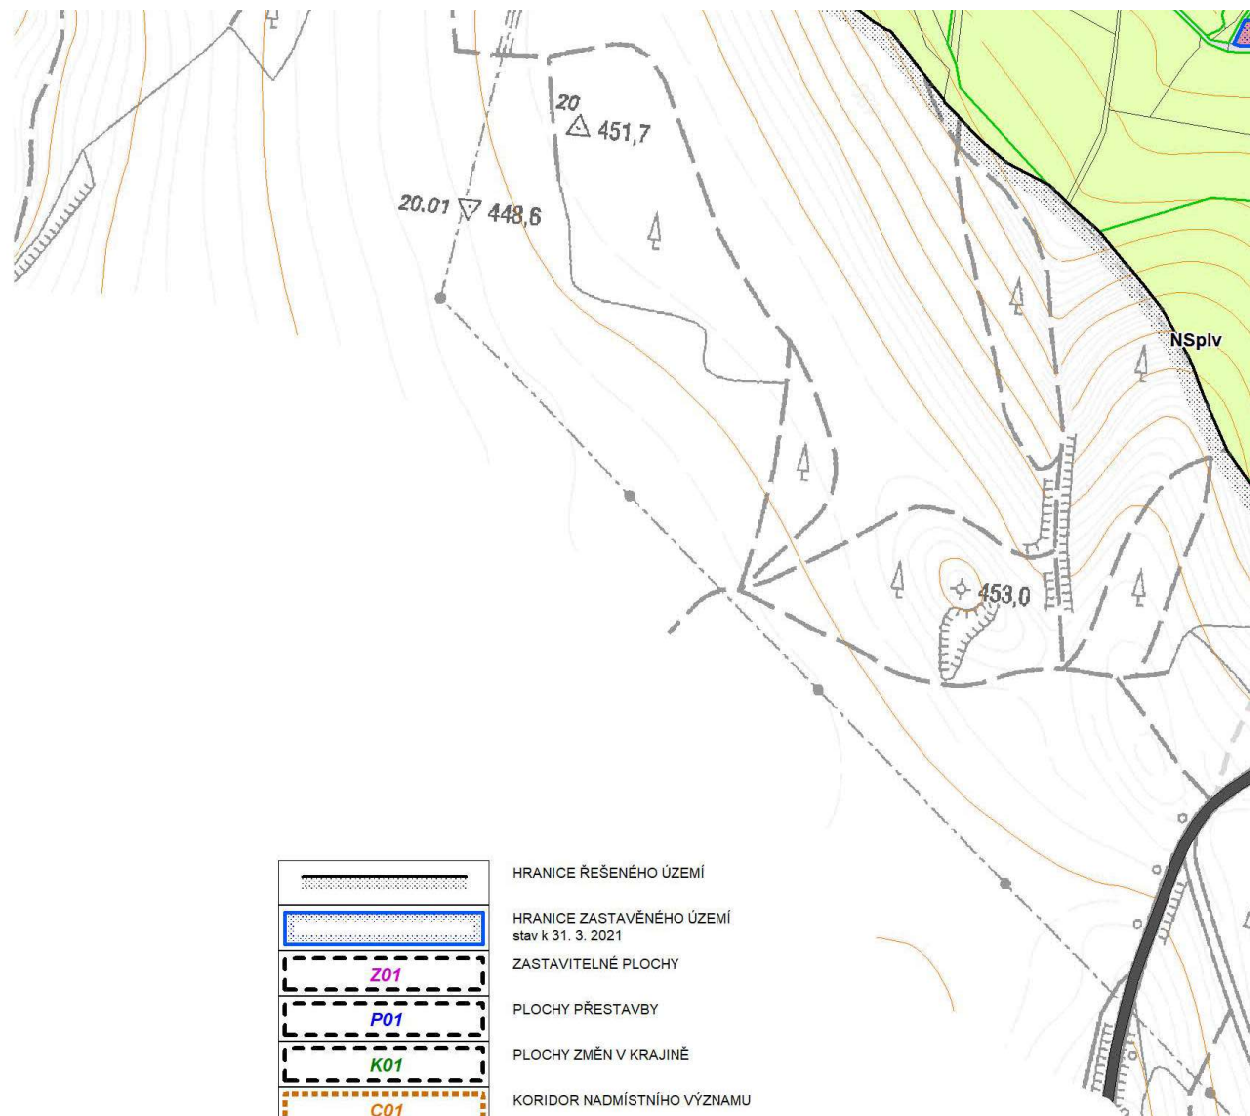 20
451,7
20.01 448,6
NSplv
453,0
HRANICE ŘEŠENÉHO ÚZEMÍ
HRANICE ZASTAVĚNÉHO ÚZEMÍ
stav k 31. 3. 2021
Z01 ZASTAVITELNÉ PLOCHY
P01 PLOCHY PŘESTAVBY
K01 PLOCHY ZMĚN V KRAJINĚ
C01 KORIDOR NADMÍSTNÍHO VÝZNAMU